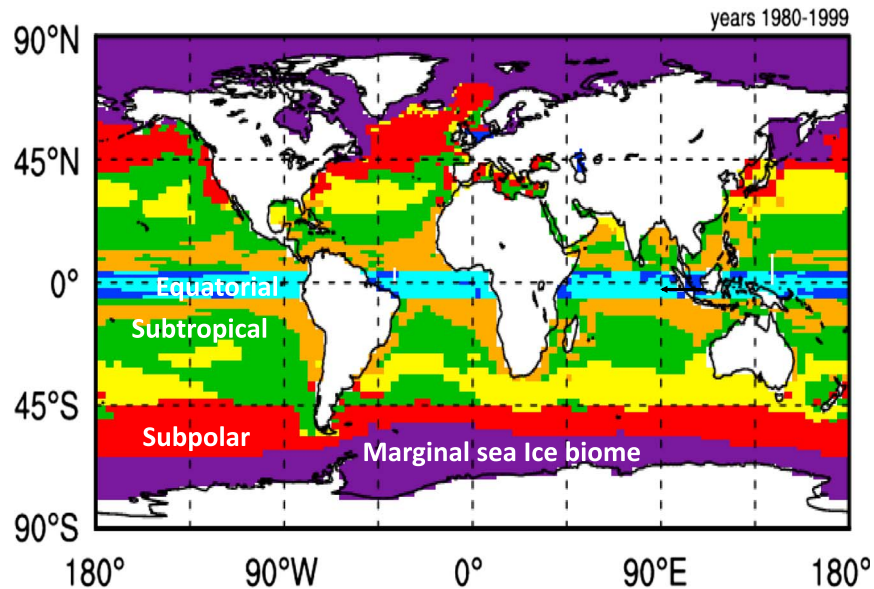 years 1980-1999
90°N
45°N
0°
Equatorial
Subtropical
45°S
Subpolar
Marginal sea Ice biome
90°S
180°
90°W
0°
90°E
180°